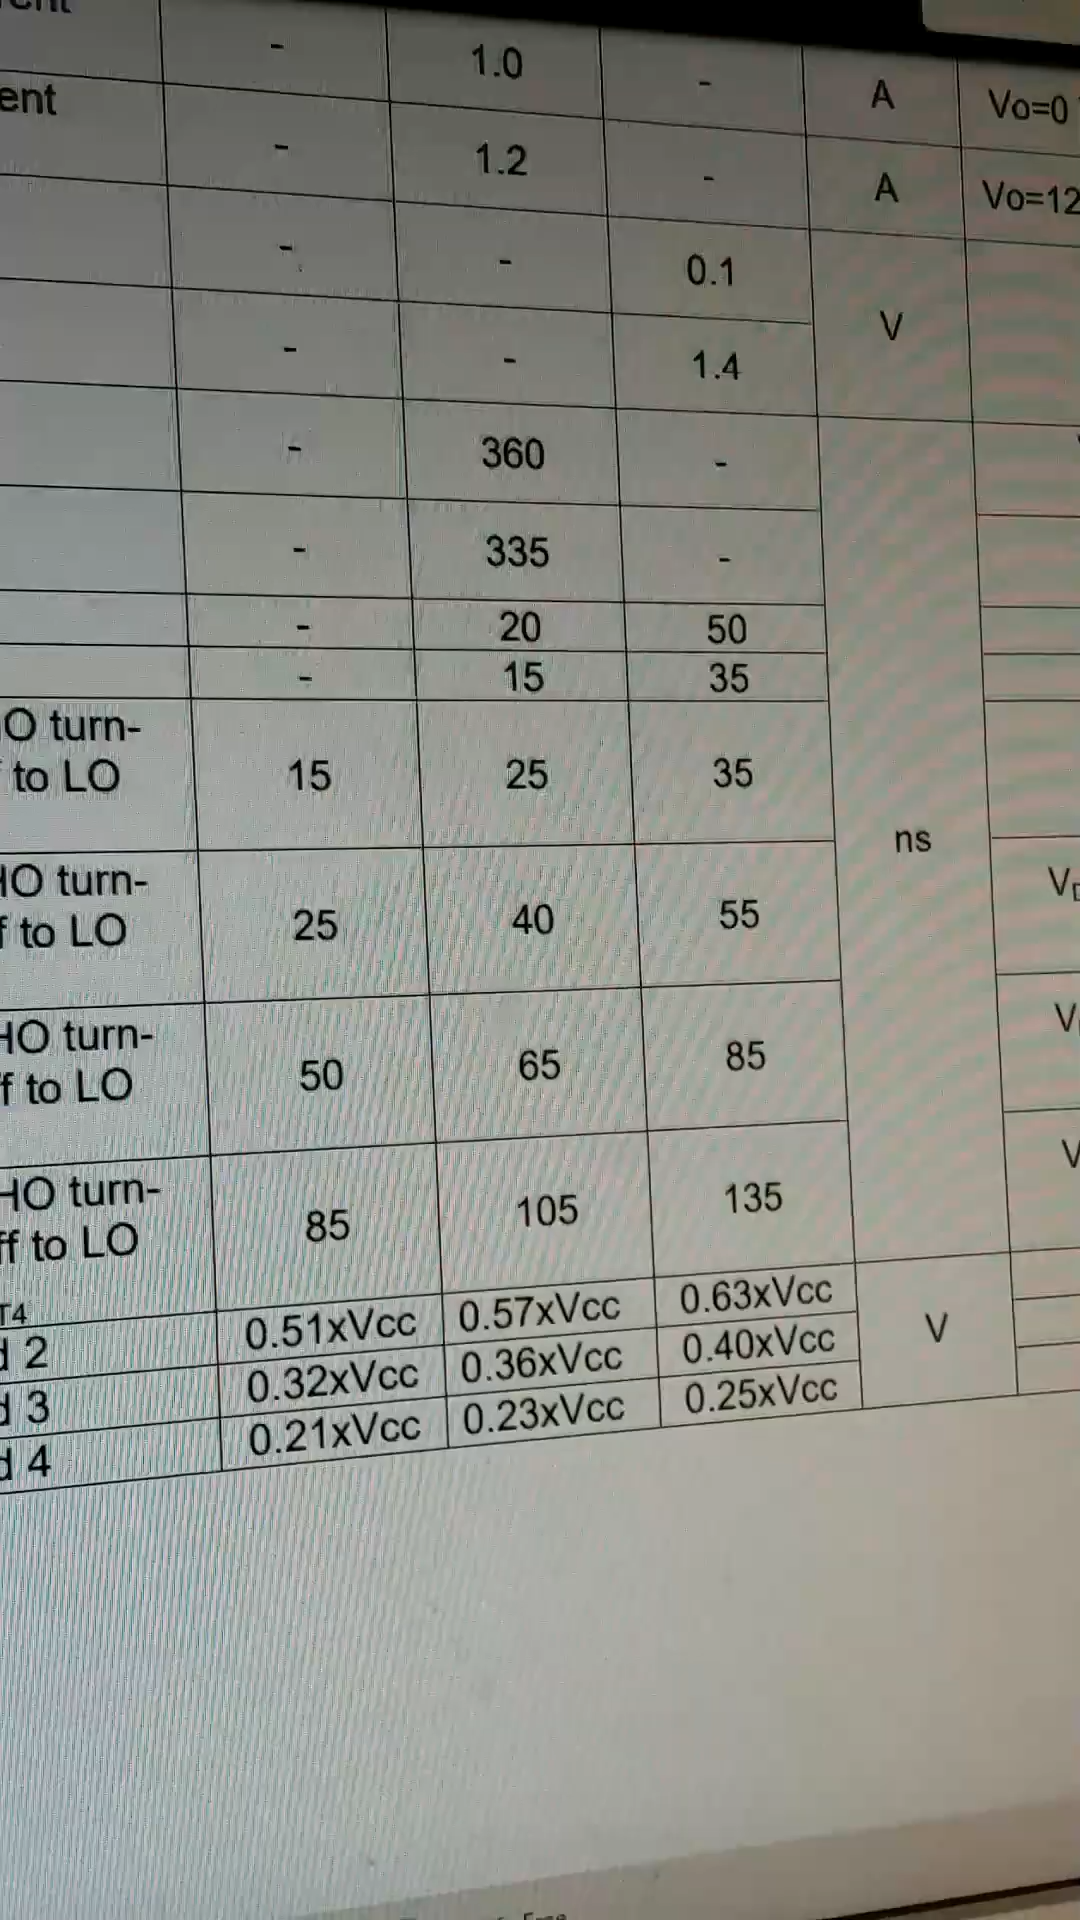 - 1.0 - A Vo=0
ent - 1.2 - A Vo=12
- - 0.1
V
- - 1.4
- 360 -
- 335 -
- 20 50
- 15 35
O turn-
to LO 15 25 35
ns
HO turn-
f to LO 25 40 55
HO turn-
f to LO 50 65 85
HO turn-
ff to LO 85 105 135
T4
d 2 0.51xVcc 0.57xVcc 0.63xVcc
V
d 3 0.32xVcc 0.36xVcc 0.40xVcc
d 4 0.21xVcc 0.23xVcc 0.25xVcc